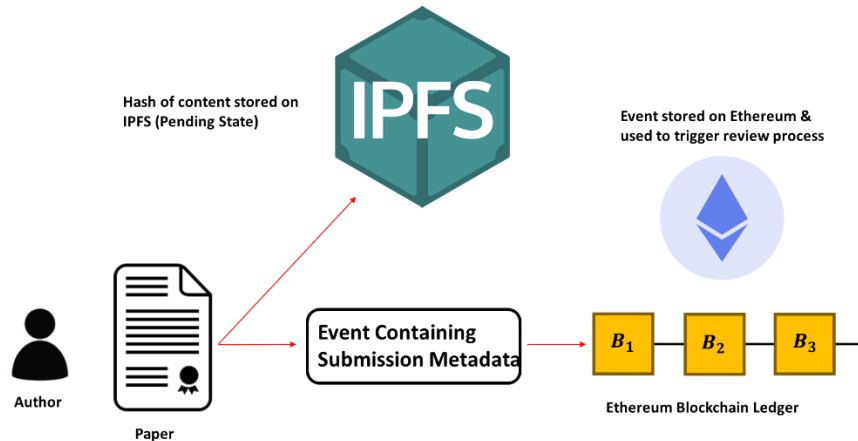 Hash of content stored on
IPFS (Pending State)
IPFS
Event stored on Ethereum &
used to trigger review process
Event Containing
Submission Metadata
B₁
B₂
B₃
Author
Paper
Ethereum Blockchain Ledger